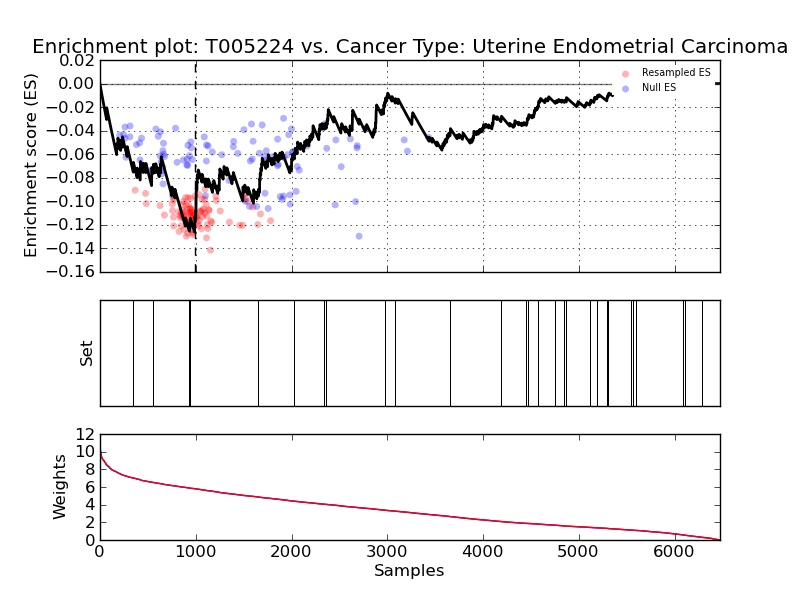 Enrichment plot: T005224 vs. Cancer Type: Uterine Endometrial Carcinoma
0.02
0.00
−0.02
−0.04
−0.06
−0.08
−0.10
−0.12
−0.14
−0.16
Enrichment score (ES)
Resampled ES
Null ES
Set
12
10
8
6
4
2
0
Weights
0 1000 2000 3000 4000 5000 6000
Samples